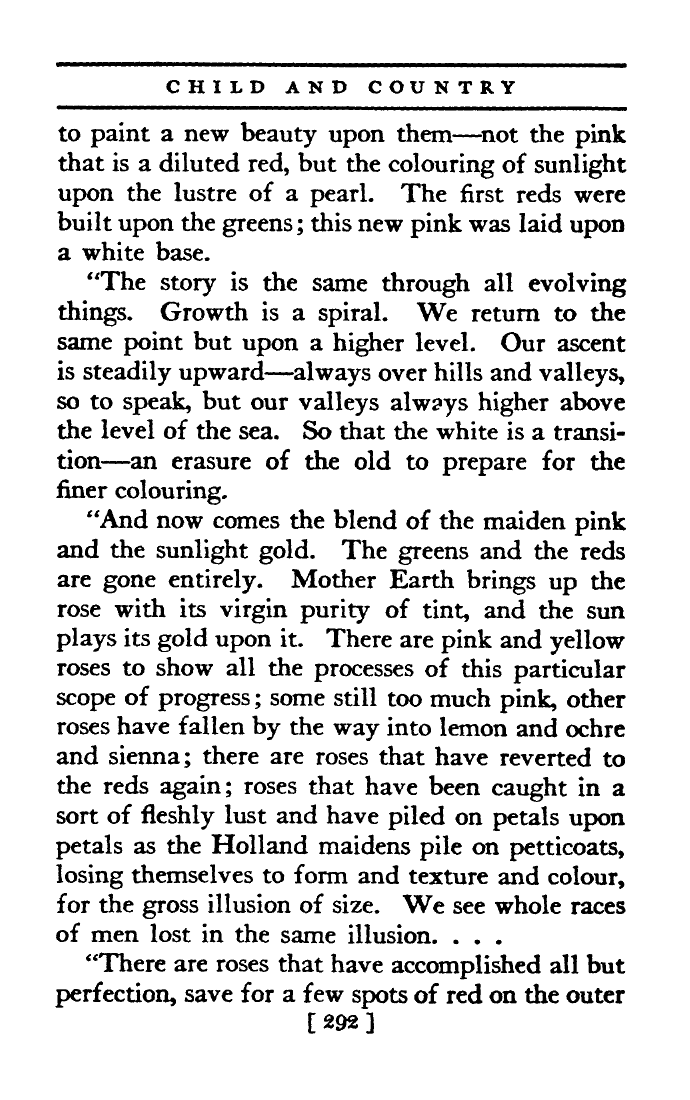 CHILD AND COUNTRY
to paint a new beauty upon them—not the pink
that is a diluted red, but the colouring of sunlight
upon the lustre of a pearl. The first reds were
built upon the greens; this new pink was laid upon
a white base.
“The story is the same through all evolving
things. Growth is a spiral. We return to the
same point but upon a higher level. Our ascent
is steadily upward—always over hills and valleys,
so to speak, but our valleys always higher above
the level of the sea. So that the white is a transi-
tion—an erasure of the old to prepare for the
finer colouring.
“And now comes the blend of the maiden pink
and the sunlight gold. The greens and the reds
are gone entirely. Mother Earth brings up the
rose with its virgin purity of tint, and the sun
plays its gold upon it. There are pink and yellow
roses to show all the processes of this particular
scope of progress; some still too much pink, other
roses have fallen by the way into lemon and ochre
and sienna; there are roses that have reverted to
the reds again; roses that have been caught in a
sort of fleshly lust and have piled on petals upon
petals as the Holland maidens pile on petticoats,
losing themselves to form and texture and colour,
for the gross illusion of size. We see whole races
of men lost in the same illusion. . . .
“There are roses that have accomplished all but
perfection, save for a few spots of red on the outer
[ 292 ]